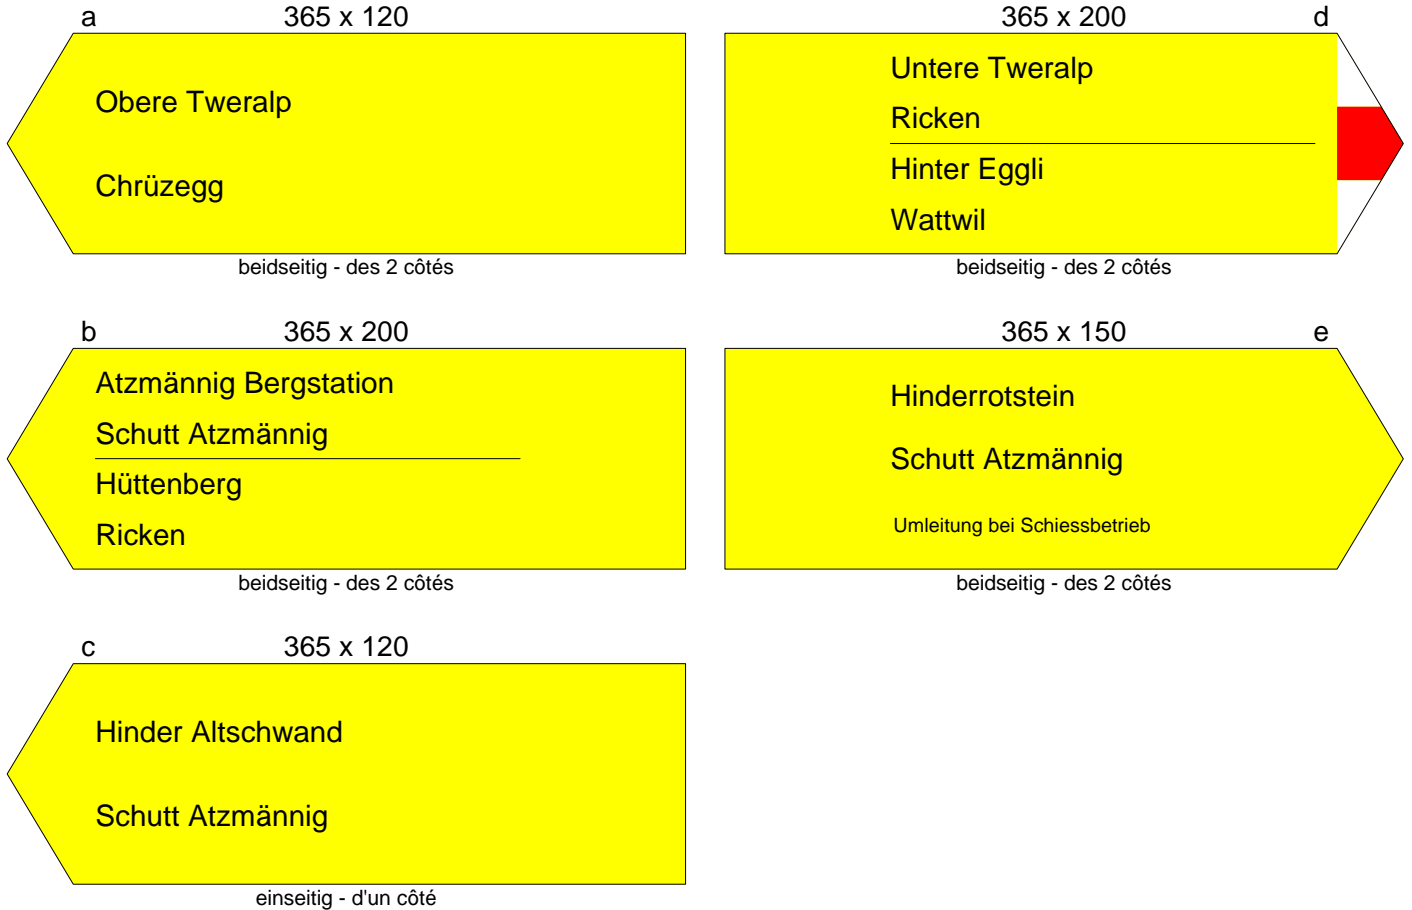 a 365 x 120
Obere Tweralp
Chrüzegg
beidseitig - des 2 côtés
365 x 200 d
Untere Tweralp
Ricken
Hinter Eggli
Wattwil
beidseitig - des 2 côtés
b 365 x 200
Atzmännig Bergstation
Schutt Atzmännig
Hüttenberg
Ricken
beidseitig - des 2 côtés
365 x 150 e
Hinderrotstein
Schutt Atzmännig
Umleitung bei Schiessbetrieb
beidseitig - des 2 côtés
c 365 x 120
Hinder Altschwand
Schutt Atzmännig
einseitig - d'un côté